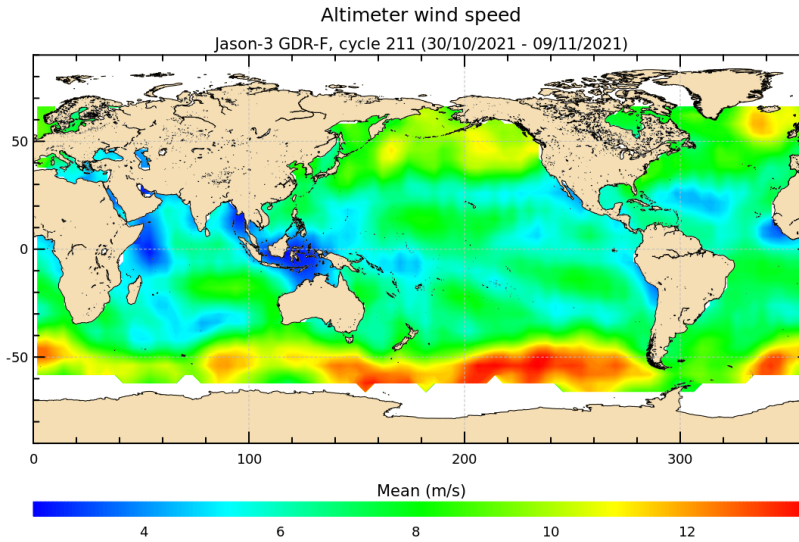 Altimeter wind speed
Jason-3 GDR-F, cycle 211 (30/10/2021 - 09/11/2021)
50
0
-50
0 100 200 300
Mean (m/s)
4 6 8 10 12